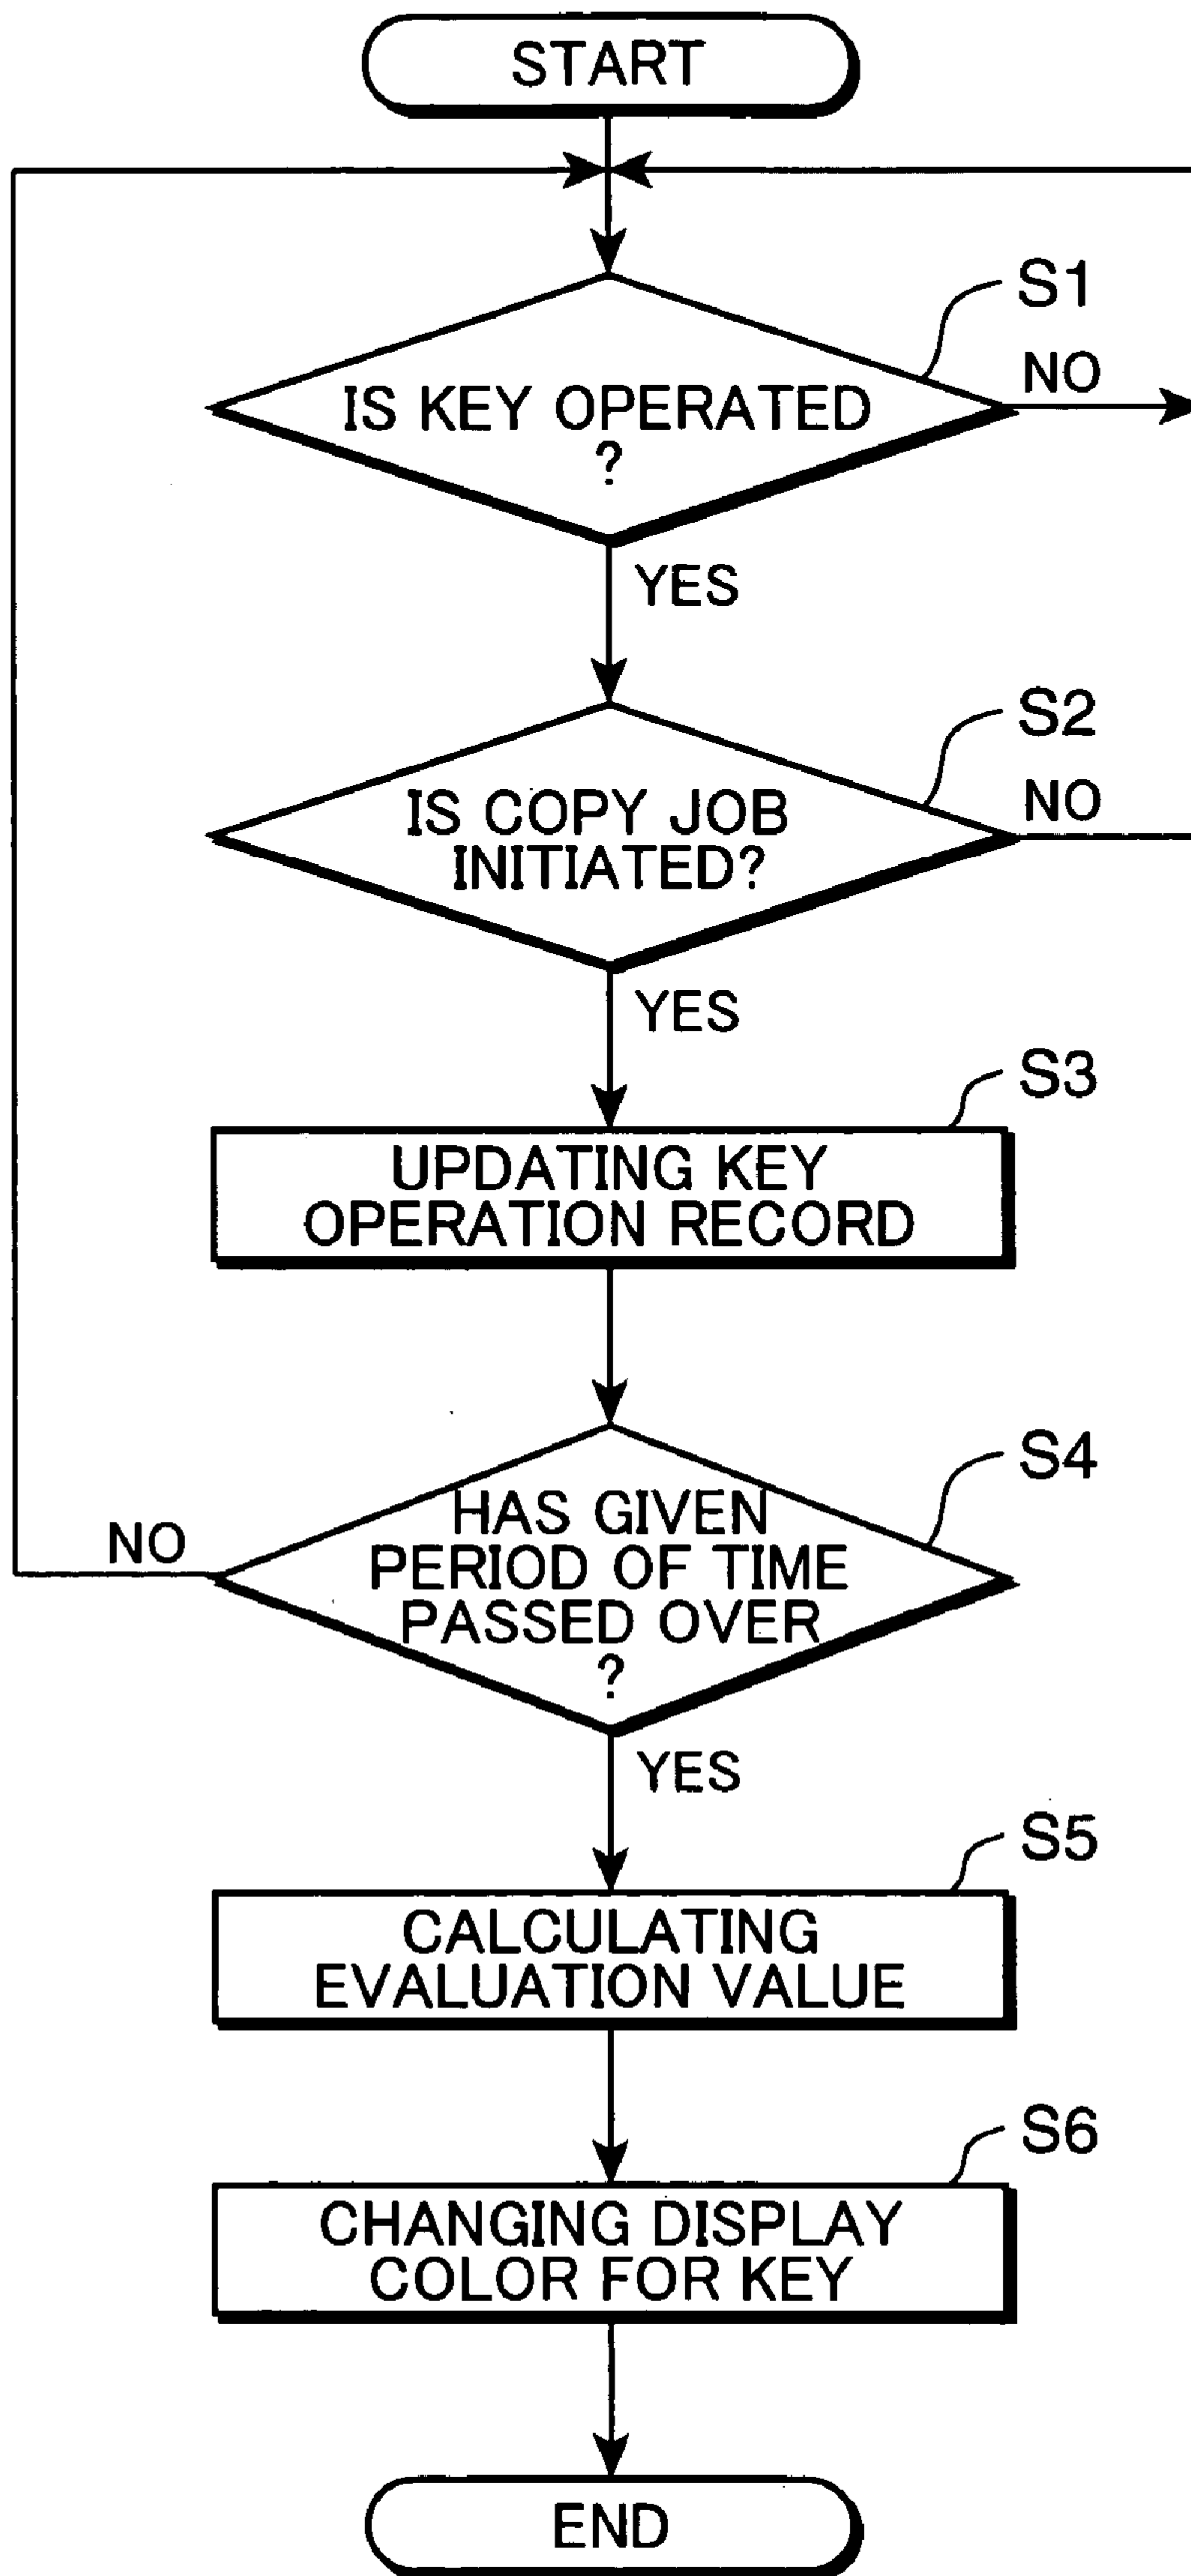 START
S1
NO
IS KEY OPERATED
?
YES
S2
NO
IS COPY JOB
INITIATED?
YES
S3
UPDATING KEY
OPERATION RECORD
S4
NO
HAS GIVEN
PERIOD OF TIME
PASSED OVER
?
YES
S5
CALCULATING
EVALUATION VALUE
S6
CHANGING DISPLAY
COLOR FOR KEY
END